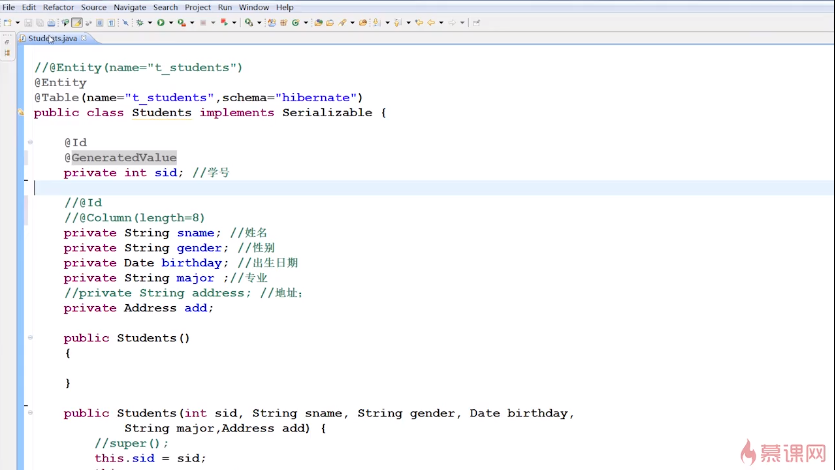 File Edit Refactor Source Navigate Search Project Run Window Help
Students.java
//@Entity(name="t_students")
@Entity
@Table(name="t_students",schema="hibernate")
public class Students implements Serializable {
@Id
@GeneratedValue
private int sid; //学号
//@Id
//@Column(length=8)
private String sname; //姓名
private String gender; //性别
private Date birthday; //出生日期
private String major ;//专业
//private String address; //地址:
private Address add;
public Students()
{
}
public Students(int sid, String sname, String gender, Date birthday,
String major,Address add) {
//super();
this.sid = sid;
慕课网